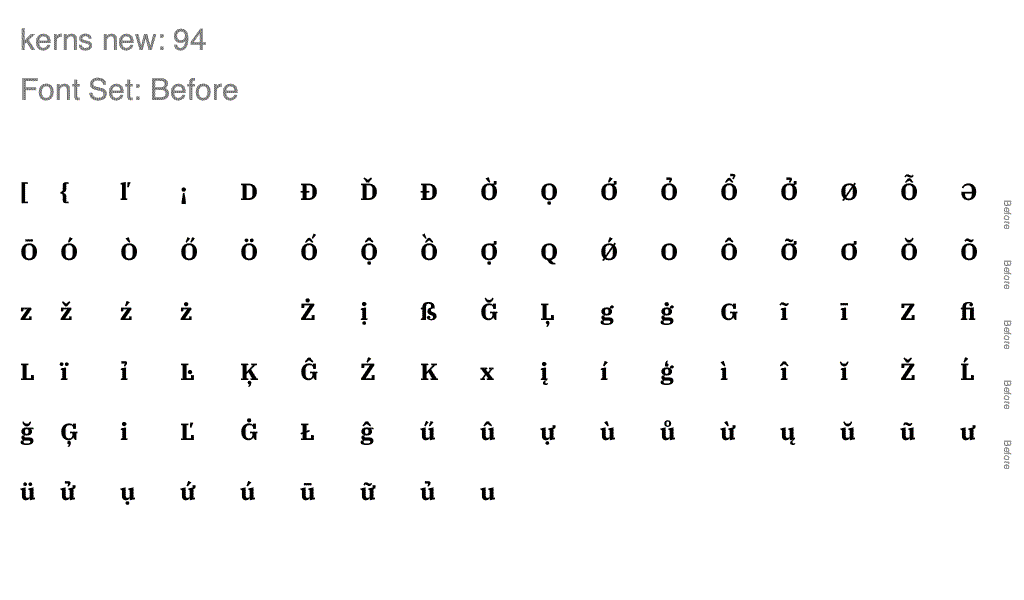 kerns new: 94
Font Set: Before
[ { ľ ¡ D Đ Ď Đ Ờ Ọ Ớ Ỏ Ổ Ở Ø Ỗ Ə
Before
Ō Ó Ò Ő Ö Ố Ộ Ồ Ợ Q Ǿ O Ô Ỡ Ơ Ŏ Õ
Before
z ž ź ż Ż ị ß Ğ Ļ g ġ G ĩ ī Z fi
Before
L ï ỉ Ŀ Ķ Ĝ Ź K x į í ģ ì î ĭ Ž Ĺ
Before
ğ Ģ i Ľ Ġ Ł ĝ ű û ự ù ů ừ ų ŭ ũ ư
Before
ü ử ụ ứ ú ū ữ ủ u